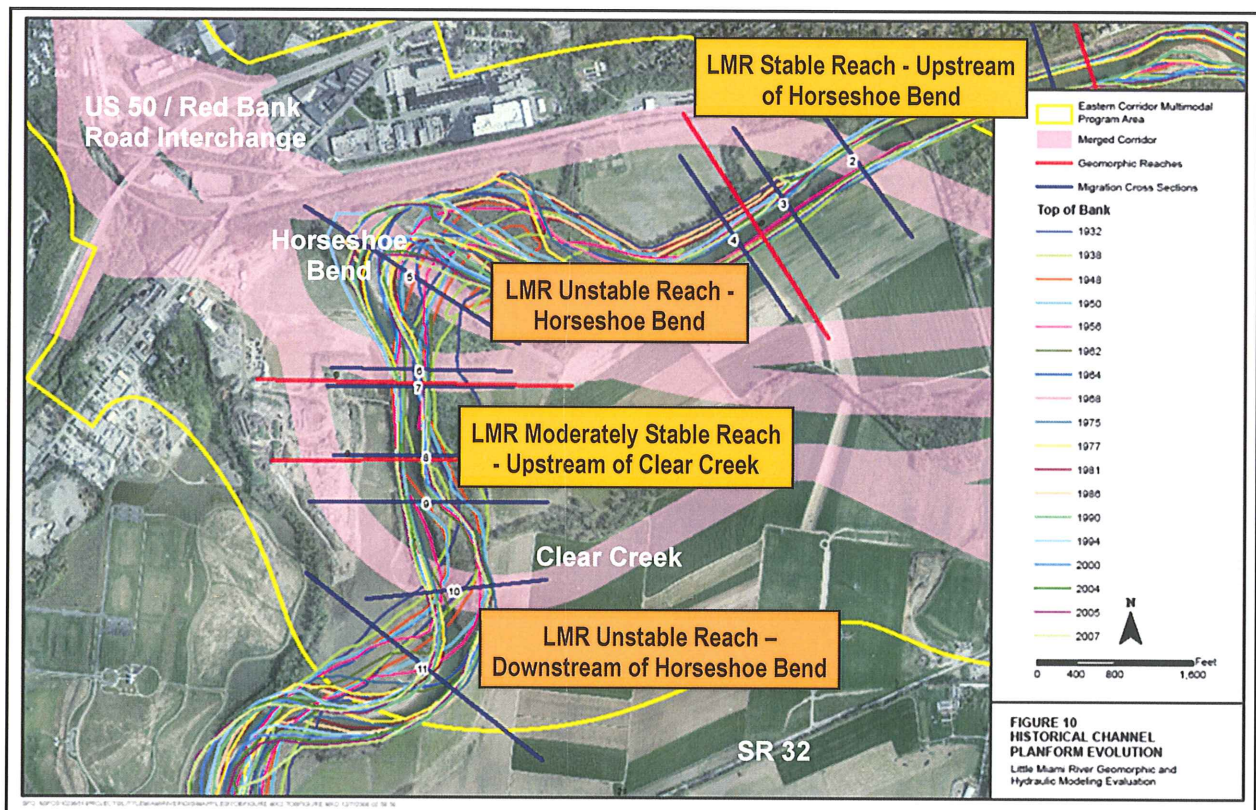 LMR Stable Reach - Upstream
of Horseshoe Bend
US 50 / Red Bank
Road Interchange
2
3
4
Horseshoe
Bend
5
LMR Unstable Reach -
Horseshoe Bend
6
7
LMR Moderately Stable Reach
- Upstream of Clear Creek
8
9
Clear Creek
10
LMR Unstable Reach –
Downstream of Horseshoe Bend
11
SR 32
Eastern Corridor Multimodal
Program Area
Merged Corridor
Geomorphic Reaches
Migration Cross Sections
Top of Bank
1932
1938
1948
1950
1956
1962
1964
1968
1975
1977
1981
1986
1990
1994
2000
2004
2005
2007
N
Feet
0 400 800 1,600
FIGURE 10
HISTORICAL CHANNEL
PLANFORM EVOLUTION
Little Miami River Geomorphic and
Hydraulic Modeling Evaluation